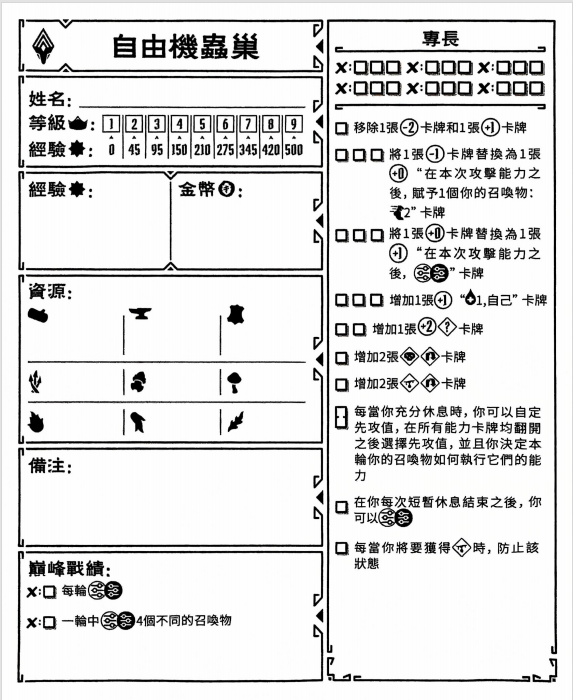 自由機蟲巢
姓名：
等級： 1 2 3 4 5 6 7 8 9
經驗： 0 45 95 150 210 275 345 420 500
經驗： 金幣：
資源：
備注：
巔峰戰績：
X: 每輪
X: 一輪中4個不同的召喚物
專長
X: X: X:
X: X: X:
移除1張-2卡牌和1張+1卡牌
將1張-1卡牌替換為1張
+0 “在本次攻擊能力之
後，賦予1個你的召喚物：
2”卡牌
將1張+0卡牌替換為1張
+1 “在本次攻擊能力之
後，”卡牌
增加1張+1 “1,自己”卡牌
增加1張+2?卡牌
增加2張卡牌
增加2張卡牌
每當你充分休息時，你可以自定
先攻值，在所有能力卡牌均翻開
之後選擇先攻值，並且你決定本
輪你的召喚物如何執行它們的能
力
在你每次短暫休息結束之後，你
可以
每當你將要獲得時，防止該
狀態